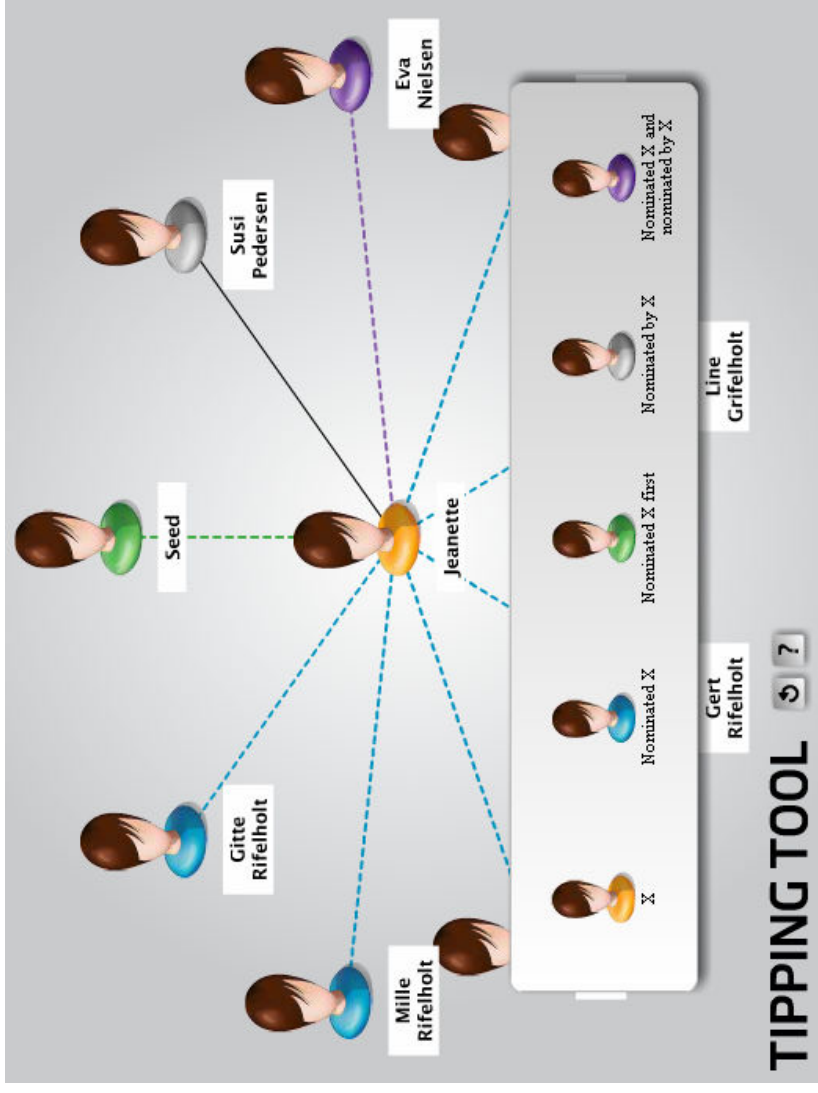 Seed
Gitte
Rifelholt
Susi
Pedersen
Mille
Rifelholt
Eva
Nielsen
Jeanette
X
Nominated X
Nominated X first
Nominated by X
Nominated X and
nominated by X
Gert
Rifelholt
Line
Grifelholt
TIPPING TOOL
?